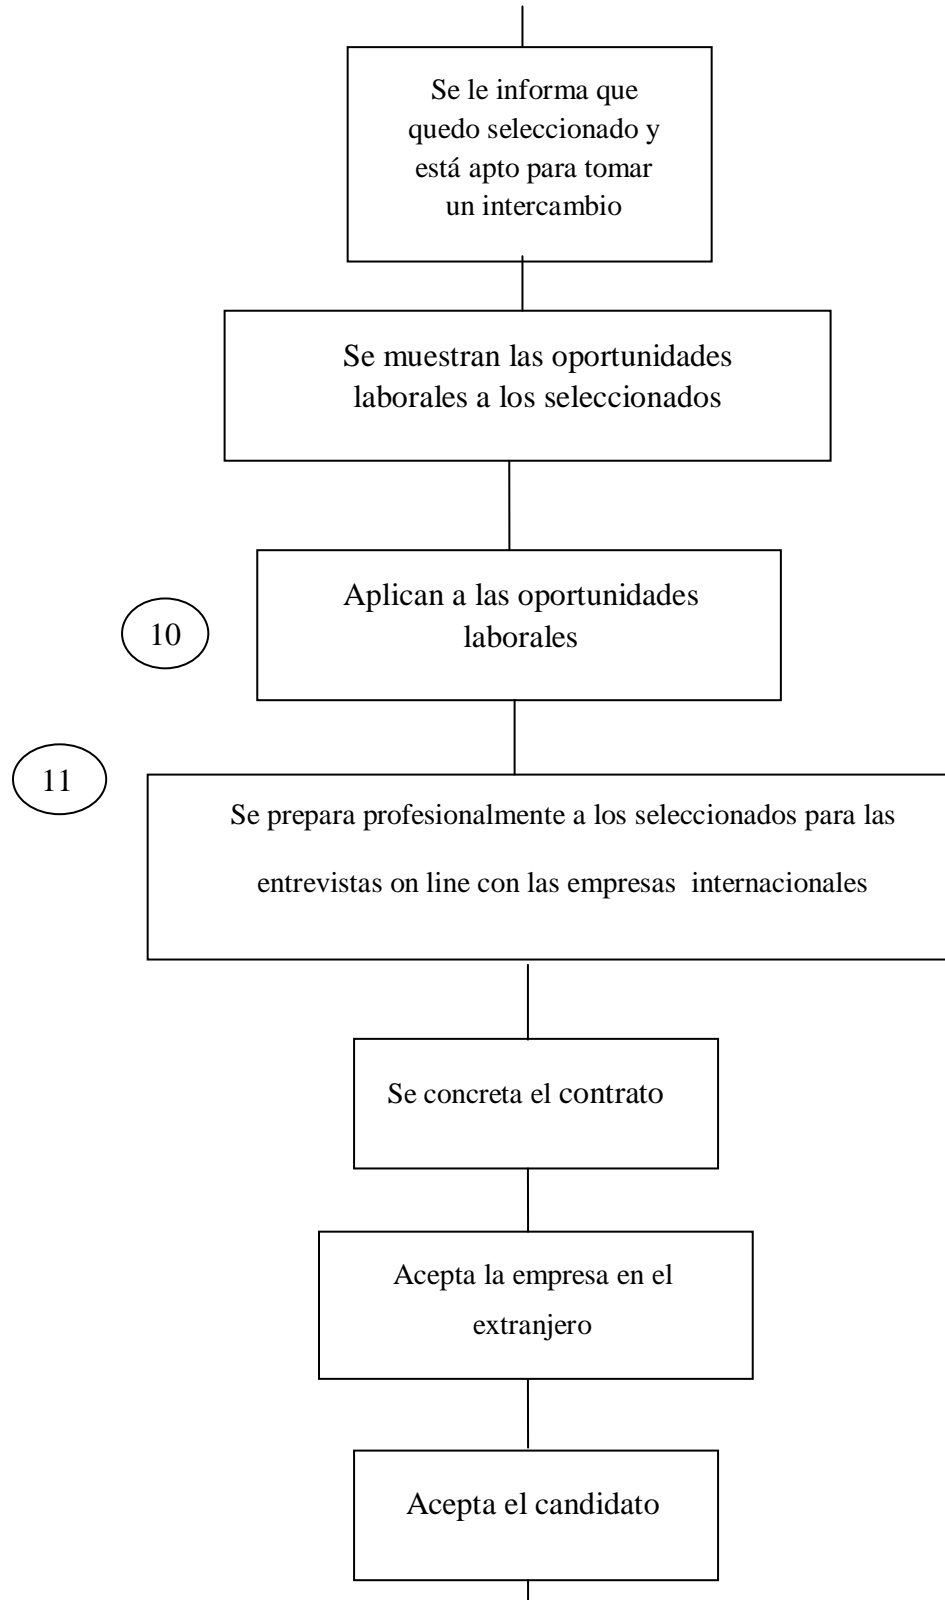 Se le informa que
quedo seleccionado y
está apto para tomar
un intercambio
Se muestran las oportunidades
laborales a los seleccionados
Aplican a las oportunidades
laborales
10
11
Se prepara profesionalmente a los seleccionados para las
entrevistas on line con las empresas  internacionales
Se concreta el contrato
Acepta la empresa en el
extranjero
Acepta el candidato